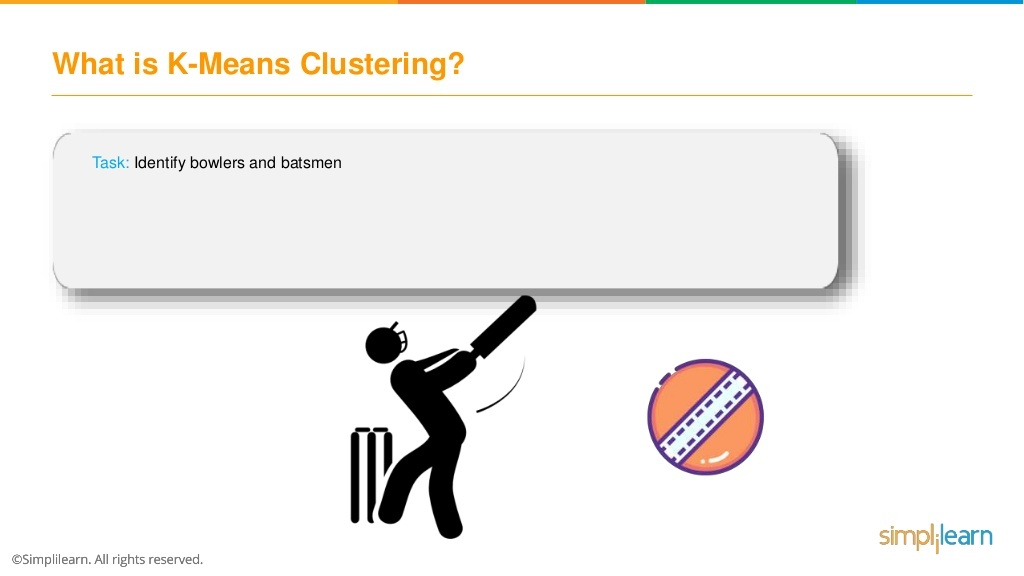 What is K-Means Clustering?
Task: Identify bowlers and batsmen
simplilearn
©Simplilearn. All rights reserved.